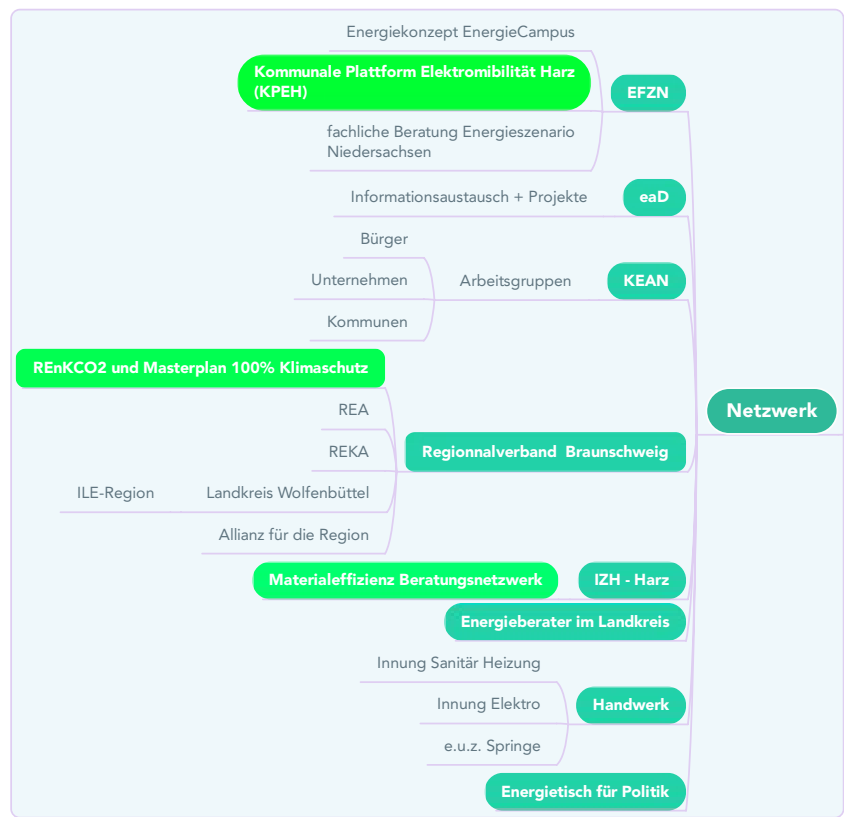 Energiekonzept EnergieCampus
Kommunale Plattform Elektromibilität Harz
(KPEH)
EFZN
fachliche Beratung Energieszenario
Niedersachsen
Informationsaustausch + Projekte
eaD
Bürger
Unternehmen
Arbeitsgruppen
KEAN
Kommunen
REnKCO2 und Masterplan 100% Klimaschutz
REA
Netzwerk
REKA
Regionnalverband  Braunschweig
ILE-Region
Landkreis Wolfenbüttel
Allianz für die Region
Materialeffizienz Beratungsnetzwerk
IZH - Harz
Energieberater im Landkreis
Innung Sanitär Heizung
Innung Elektro
Handwerk
e.u.z. Springe
Energietisch für Politik